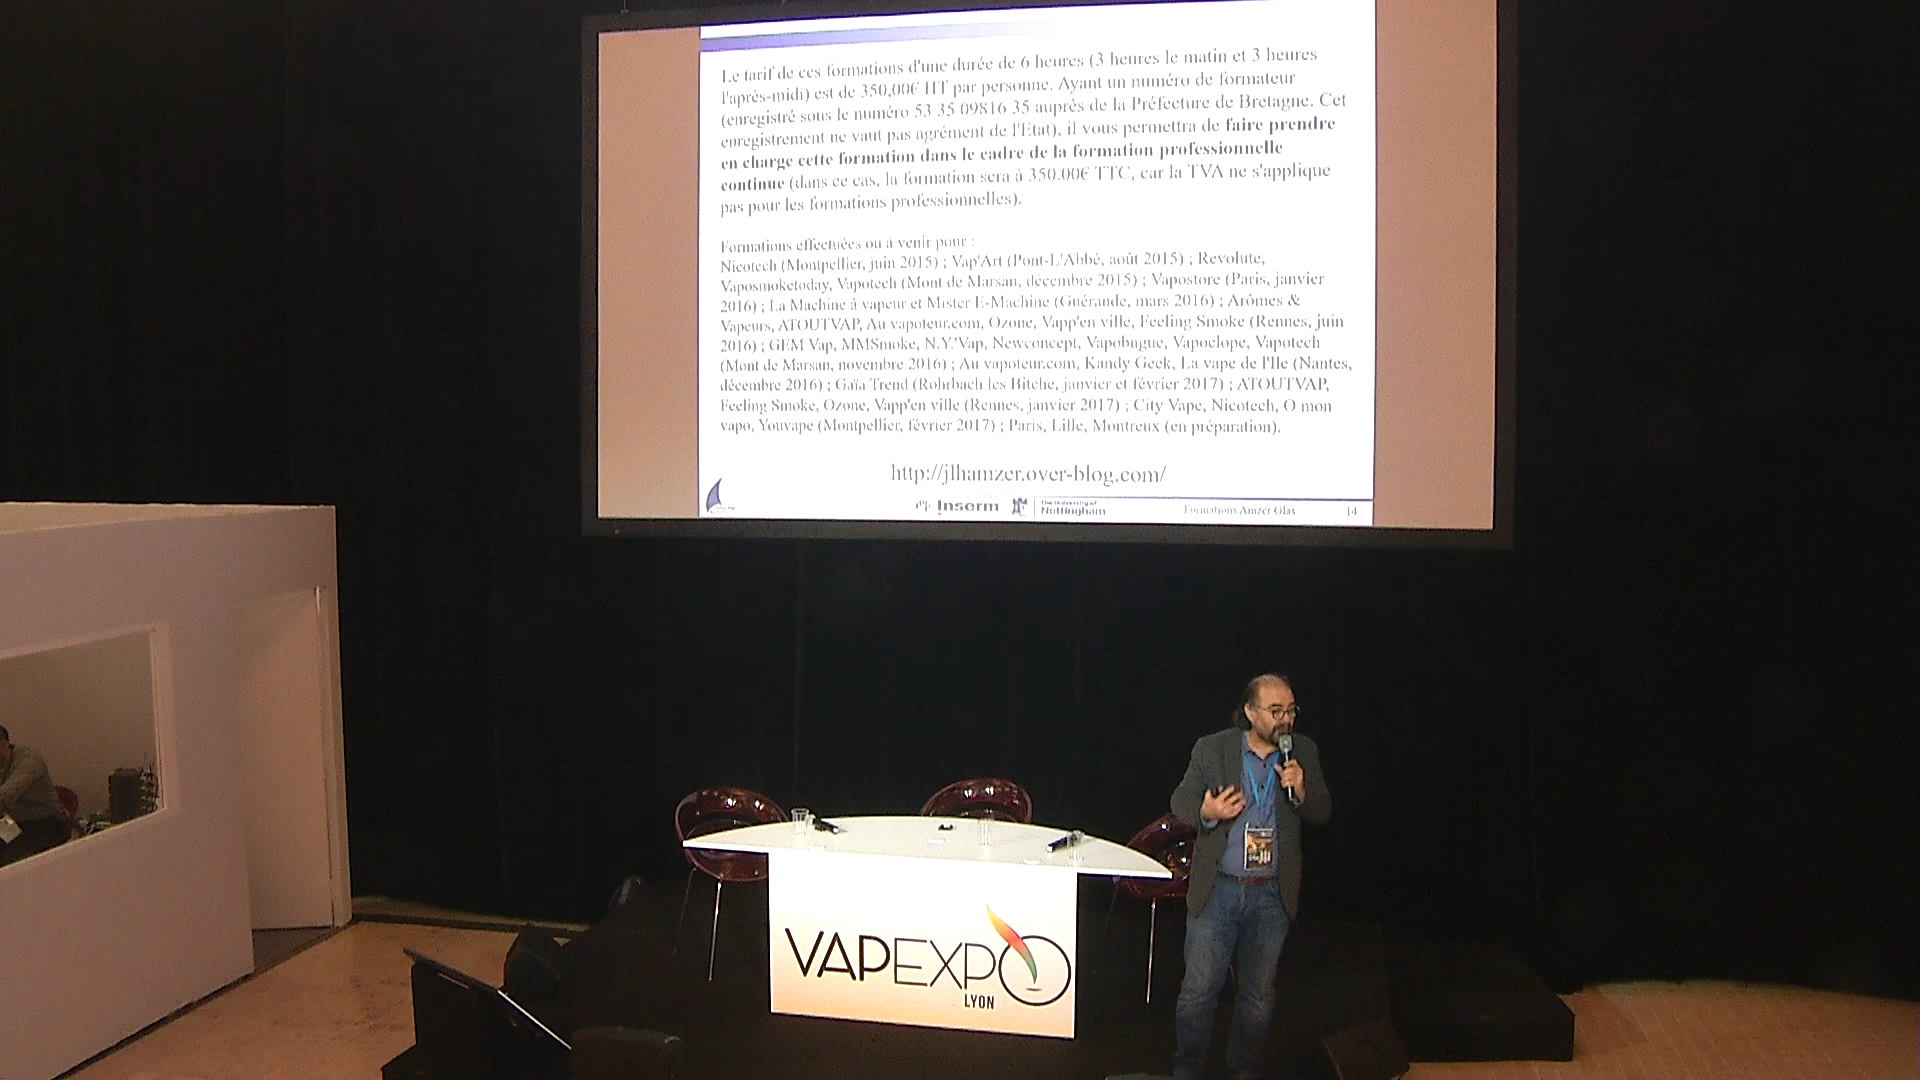 Le tarif de ces formations d'une durée de 6 heures (3 heures le matin et 3 heures
l'après-midi) est de 350,00€ HT par personne. Ayant un numéro de formateur
(enregistré sous le numéro 53 35 09816 35 auprès de la Préfecture de Bretagne. Cet
enregistrement ne vaut pas agrément de l'Etat), il vous permettra de faire prendre
en charge cette formation dans le cadre de la formation professionnelle
continue (dans ce cas, la formation sera à 350.00€ TTC, car la TVA ne s'applique
pas pour les formations professionnelles).
Formations effectuées ou à venir pour :
Nicotech (Montpellier, juin 2015) ; Vap'Art (Pont-L'Abbé, août 2015) ; Revolute,
Vaposmoketoday, Vapotech (Mont de Marsan, décembre 2015) ; Vapostore (Paris, janvier
2016) ; La Machine à vapeur et Mister E-Machine (Guérande, mars 2016) ; Arômes &
Vapeurs, ATOUTVAP, Au vapoteur.com, Ozone, Vapp'en ville, Feeling Smoke (Rennes, juin
2016) ; GEM Vap, MMSmoke, N.Y.'Vap, Newconcept, Vapobugue, Vapoclope, Vapotech
(Mont de Marsan, novembre 2016) ; Au vapoteur.com, Kandy Geek, La vape de l'Ile (Nantes,
décembre 2016) ; Gaïa Trend (Rohrbach les Bitche, janvier et février 2017) ; ATOUTVAP,
Feeling Smoke, Ozone, Vapp'en ville (Rennes, janvier 2017) ; City Vape, Nicotech, O mon
vapo, Youvape (Montpellier, février 2017) ; Paris, Lille, Montreux (en préparation).
http://jlhamzer.over-blog.com/
Inserm The University of Nottingham Formations Amzer Glas 14
VAPEXPO
LYON